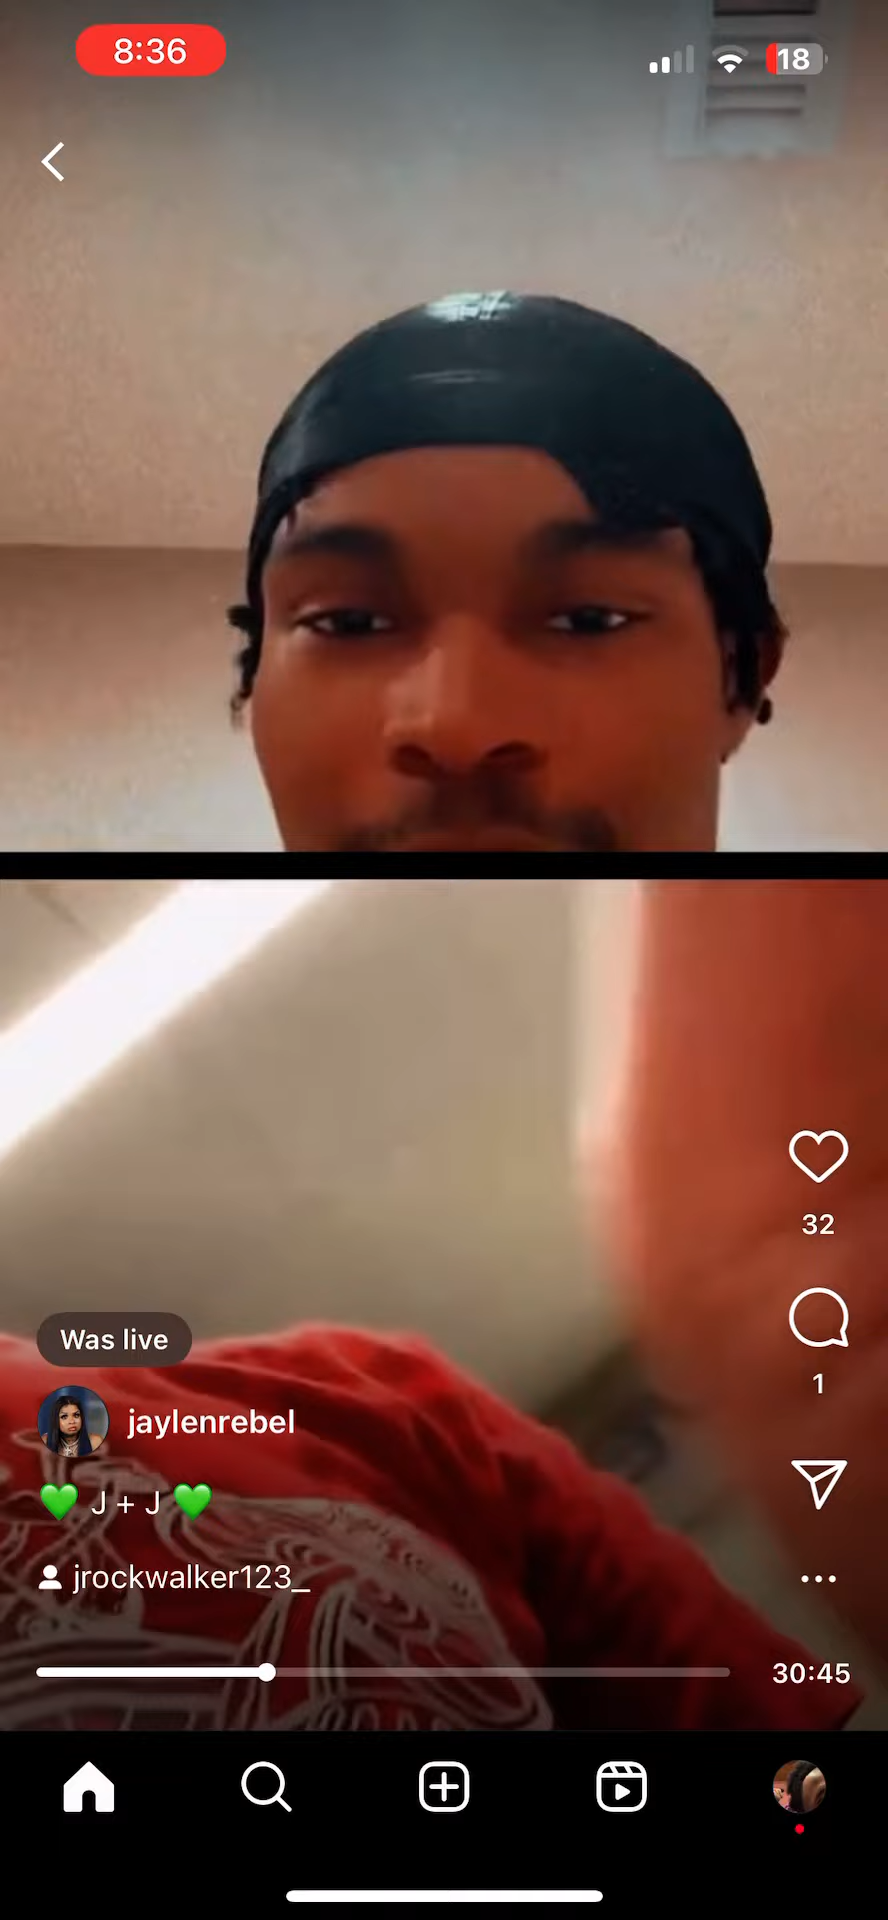 8:36
18
32
1
Was live
jaylenrebel
💚 J + J 💚
jrockwalker123_
30:45